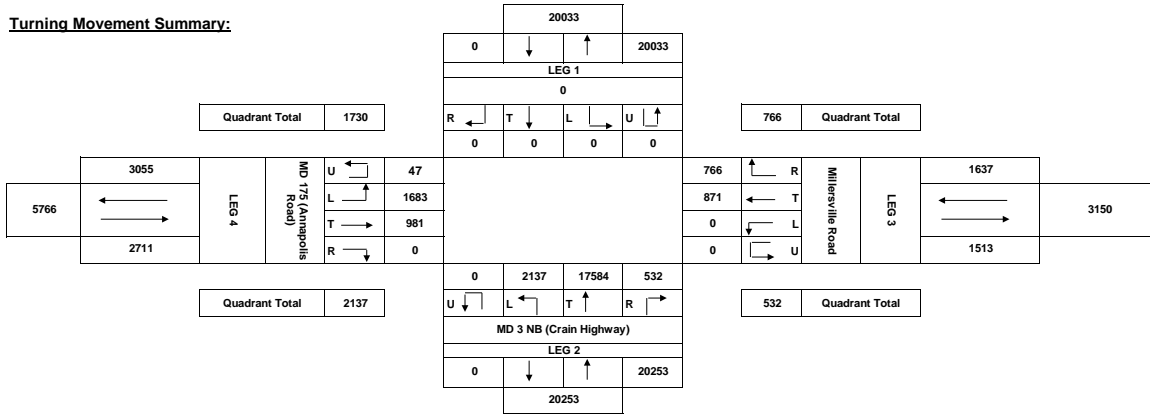 Turning Movement Summary:
20033
0 20033
LEG 1
0
Quadrant Total 1730
R T L U
766 Quadrant Total
0 0 0 0
3055
LEG 4
MD 175 (Annapolis Road)
U 47
766 R
Millersville Road
LEG 3
1637
5766
L 1683
871 T
3150
T 981
0 L
2711
R 0
0 U
1513
0 2137 17584 532
Quadrant Total 2137
U L T R
532 Quadrant Total
MD 3 NB (Crain Highway)
LEG 2
0 20253
20253